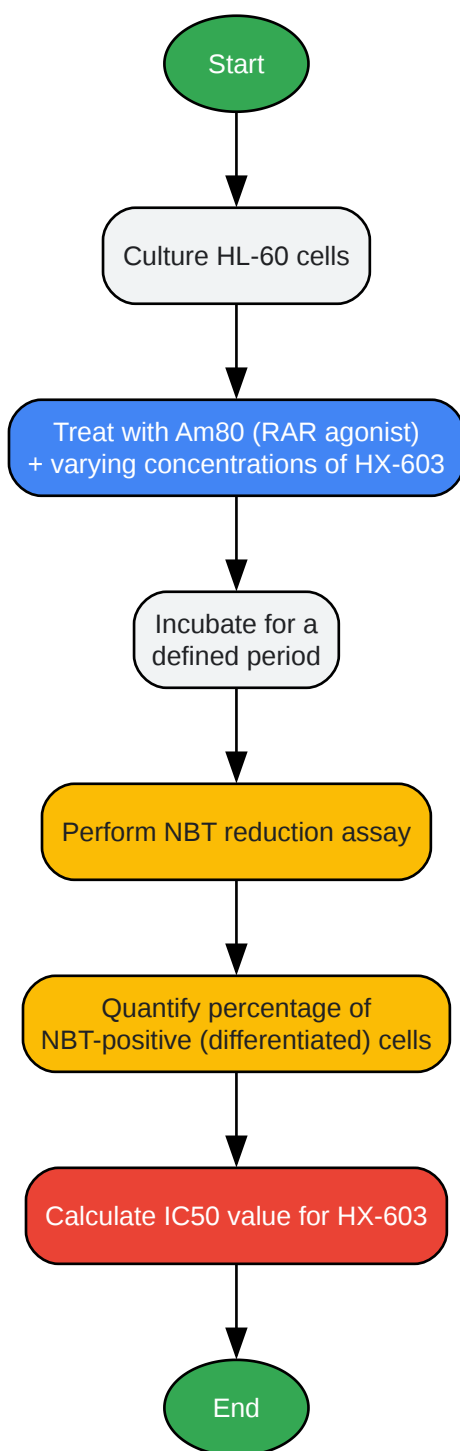 Start
Culture HL-60 cells
Treat with Am80 (RAR agonist)
+ varying concentrations of HX-603
Incubate for a
defined period
Perform NBT reduction assay
Quantify percentage of
NBT-positive (differentiated) cells
Calculate IC50 value for HX-603
End